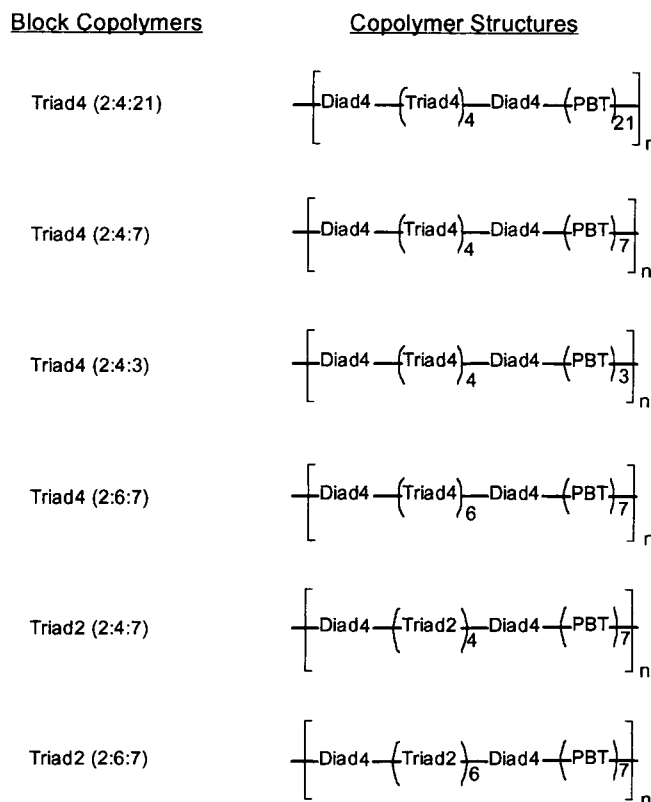 Block Copolymers Copolymer Structures
Triad4 (2:4:21) [Diad4—(Triad4)4—Diad4—(PBT)21]n
Triad4 (2:4:7) [Diad4—(Triad4)4—Diad4—(PBT)7]n
Triad4 (2:4:3) [Diad4—(Triad4)4—Diad4—(PBT)3]n
Triad4 (2:6:7) [Diad4—(Triad4)6—Diad4—(PBT)7]n
Triad2 (2:4:7) [Diad4—(Triad2)4—Diad4—(PBT)7]n
Triad2 (2:6:7) [Diad4—(Triad2)6—Diad4—(PBT)7]n